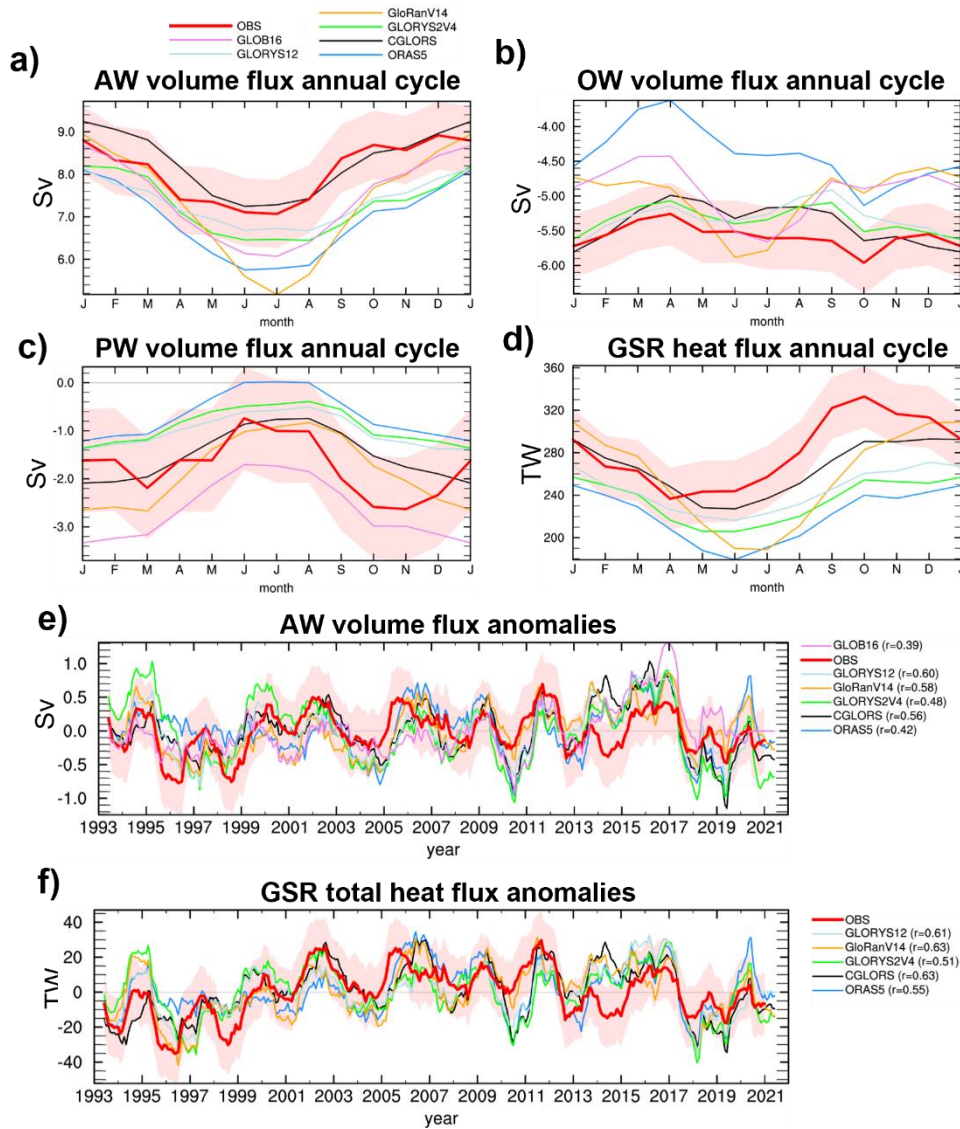 OBS
GLOB16
GLORYS12
GloRanV14
GLORYS2V4
CGLORS
ORAS5
a)
AW volume flux annual cycle
Sv
9.0
8.0
7.0
6.0
J F M A M J J A S O N D J
month
b)
OW volume flux annual cycle
Sv
-4.00
-4.50
-5.00
-5.50
-6.00
J F M A M J J A S O N D J
month
c)
PW volume flux annual cycle
Sv
0.0
-1.0
-2.0
-3.0
J F M A M J J A S O N D J
month
d)
GSR heat flux annual cycle
TW
360
320
280
240
200
J F M A M J J A S O N D J
month
e)
AW volume flux anomalies
Sv
1.0
0.5
0.0
-0.5
-1.0
1993 1995 1997 1999 2001 2003 2005 2007 2009 2011 2013 2015 2017 2019 2021
year
GLOB16 (r=0.39)
OBS
GLORYS12 (r=0.60)
GloRanV14 (r=0.58)
GLORYS2V4 (r=0.48)
CGLORS (r=0.56)
ORAS5 (r=0.42)
f)
GSR total heat flux anomalies
TW
40
20
0
-20
-40
1993 1995 1997 1999 2001 2003 2005 2007 2009 2011 2013 2015 2017 2019 2021
year
OBS
GLORYS12 (r=0.61)
GloRanV14 (r=0.63)
GLORYS2V4 (r=0.51)
CGLORS (r=0.63)
ORAS5 (r=0.55)